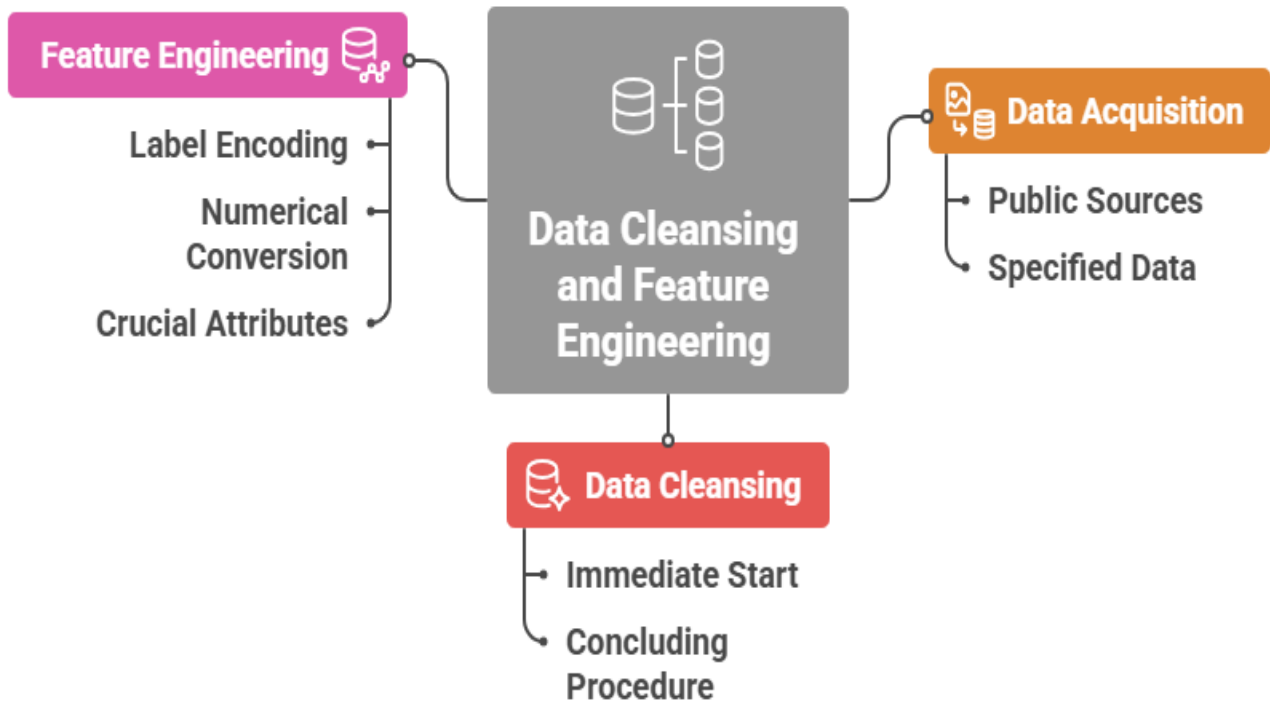 Feature Engineering
Label Encoding
Numerical
Conversion
Crucial Attributes
Data Cleansing
and Feature
Engineering
Data Acquisition
Public Sources
Specified Data
Data Cleansing
Immediate Start
Concluding
Procedure